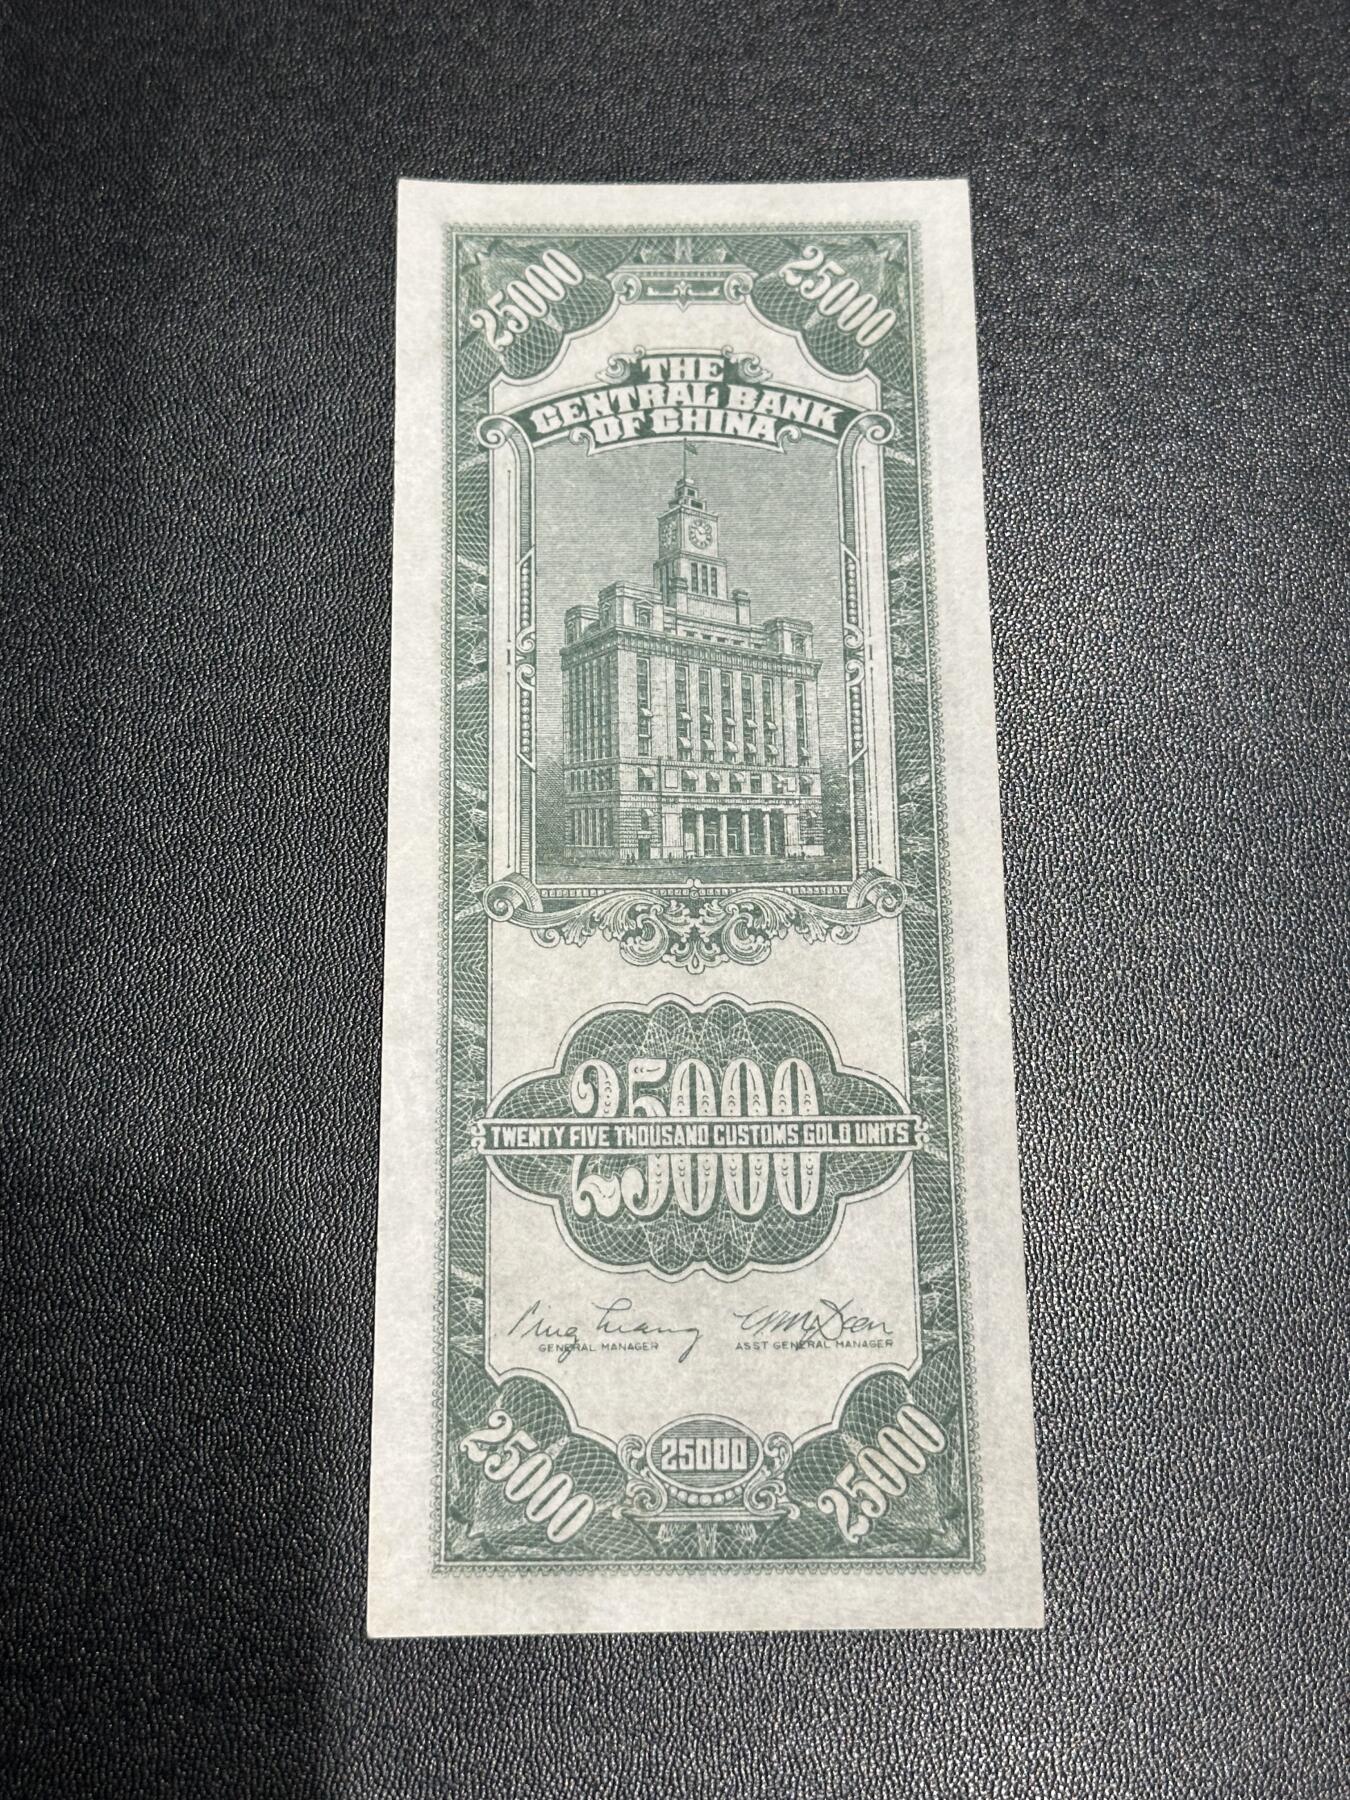 25000 25000
THE
CENTRAL BANK
OF CHINA
25000
TWENTY FIVE THOUSAND CUSTOMS GOLD UNITS
GENERAL MANAGER ASST GENERAL MANAGER
25000 25000 25000